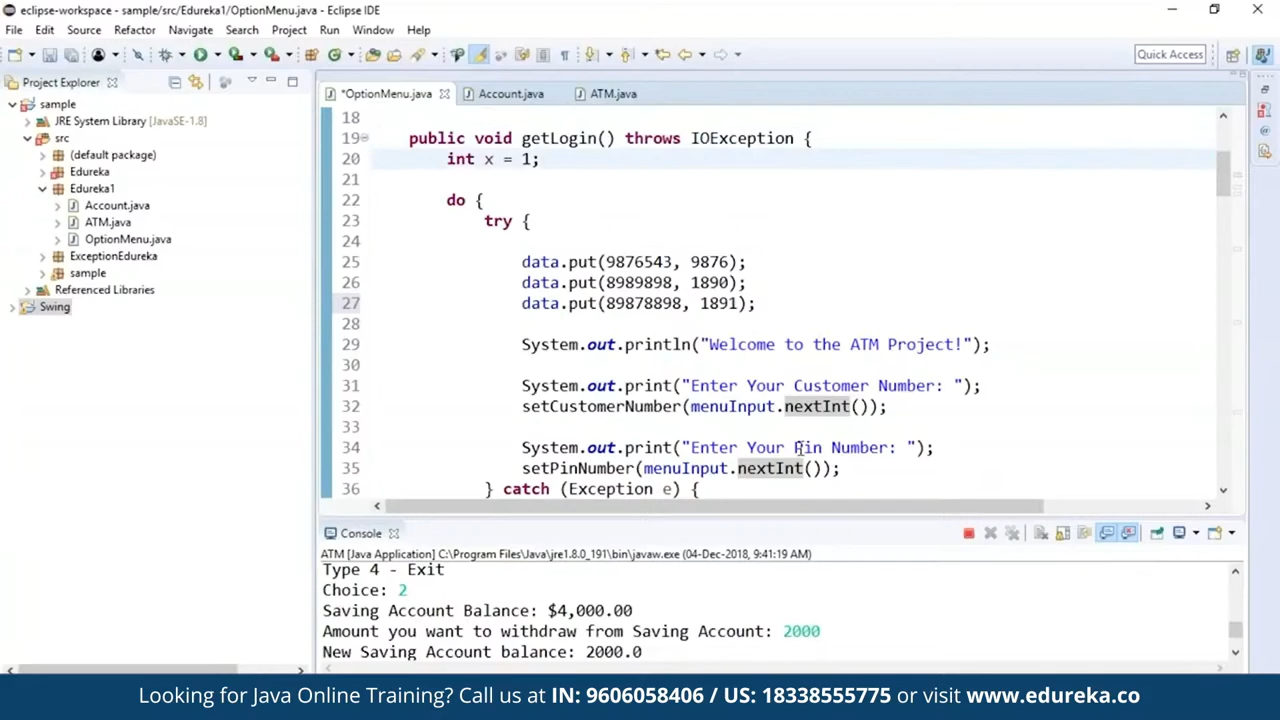 eclipse-workspace - sample/src/Edureka1/OptionMenu.java - Eclipse IDE
File Edit Source Refactor Navigate Search Project Run Window Help
Quick Access
Project Explorer
sample
JRE System Library [JavaSE-1.8]
src
(default package)
Edureka
Edureka1
Account.java
ATM.java
OptionMenu.java
ExceptionEdureka
sample
Referenced Libraries
Swing
*OptionMenu.java Account.java ATM.java
18
19 public void getLogin() throws IOException {
20 int x = 1;
21
22 do {
23 try {
24
25 data.put(9876543, 9876);
26 data.put(8989898, 1890);
27 data.put(89878898, 1891);
28
29 System.out.println("Welcome to the ATM Project!");
30
31 System.out.print("Enter Your Customer Number: ");
32 setCustomerNumber(menuInput.nextInt());
33
34 System.out.print("Enter Your Pin Number: ");
35 setPinNumber(menuInput.nextInt());
36 } catch (Exception e) {
Console
ATM [Java Application] C:\Program Files\Java\jre1.8.0_191\bin\javaw.exe (04-Dec-2018, 9:41:19 AM)
Type 4 - Exit
Choice: 2
Saving Account Balance: $4,000.00
Amount you want to withdraw from Saving Account: 2000
New Saving Account balance: 2000.0
Looking for Java Online Training? Call us at IN: 9606058406 / US: 18338555775 or visit www.edureka.co